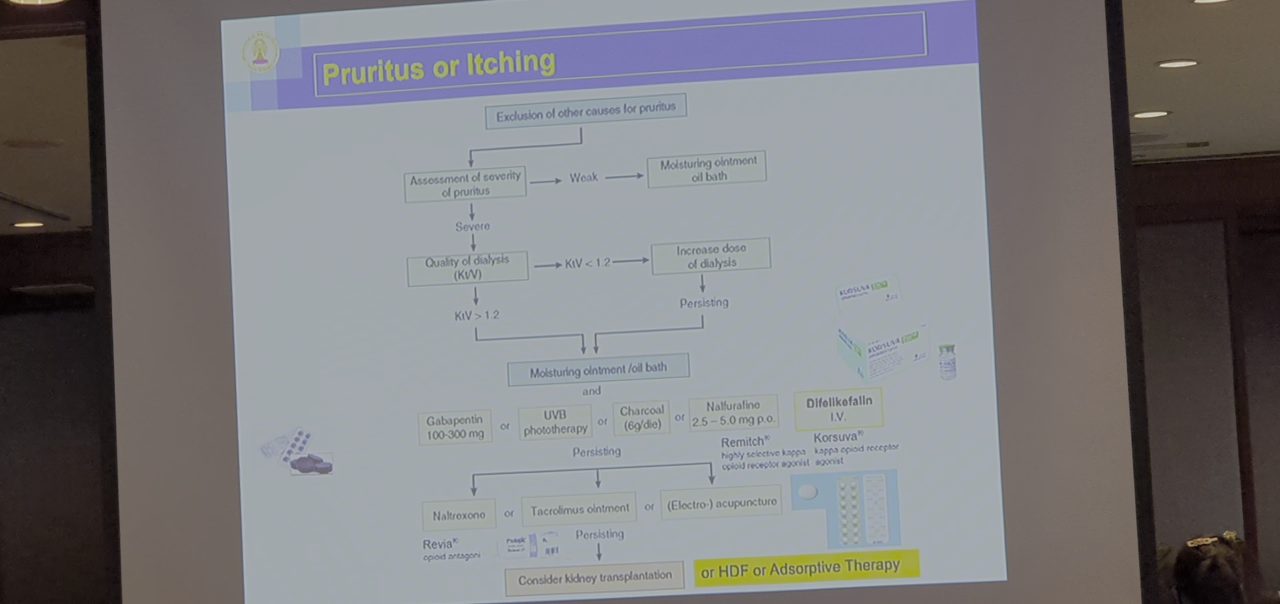 Pruritus or Itching
Exclusion of other causes for pruritus
Assessment of severity
of pruritus
Weak
Moisturing ointment
oil bath
Severe
Quality of dialysis
(Kt/V)
KtV < 1.2
Increase dose
of dialysis
KtV > 1.2
Persisting
Moisturing ointment /oil bath
and
Gabapentin
100-300 mg
or
UVB
phototherapy
or
Charcoal
(6g/die)
or
Nalfurafine
2.5 – 5.0 mg p.o.
Difelikefalin
I.V.
KORSUVA
KORSUVA
Remitch®
highly selective kappa
opioid receptor agonist
Korsuva®
kappa opioid receptor
agonist
Persisting
Naltrexone
or
Tacrolimus ointment
or
(Electro-) acupuncture
Revia®
opioid antagonist
Persisting
Consider kidney transplantation
or HDF or Adsorptive Therapy